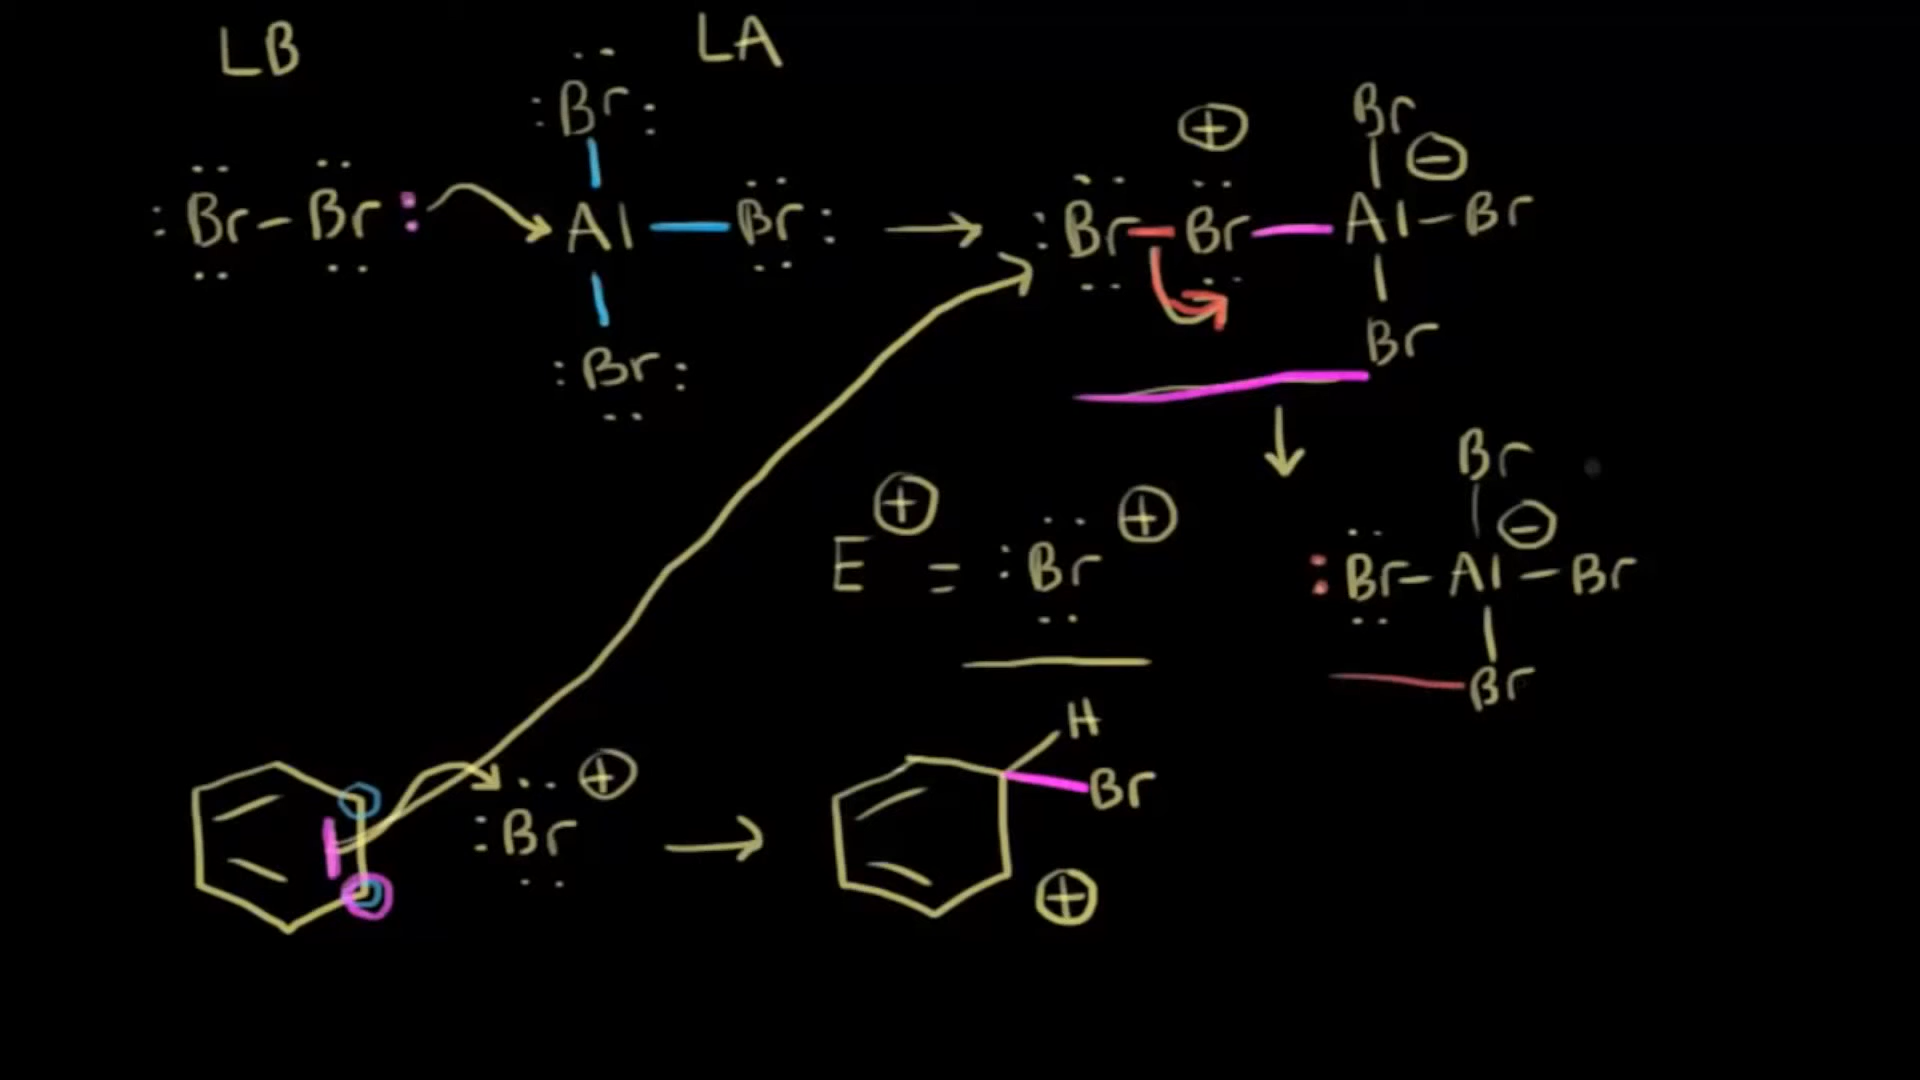 LB LA
:Br:
Br
:Br-Br: Al-Br: → :Br-Br-Al-Br
⊕ ⊖
:Br:
Br
E⊕ = :Br⊕
Br
:Br-Al-Br
⊖
Br
H
:Br⊕ → Br
⊕